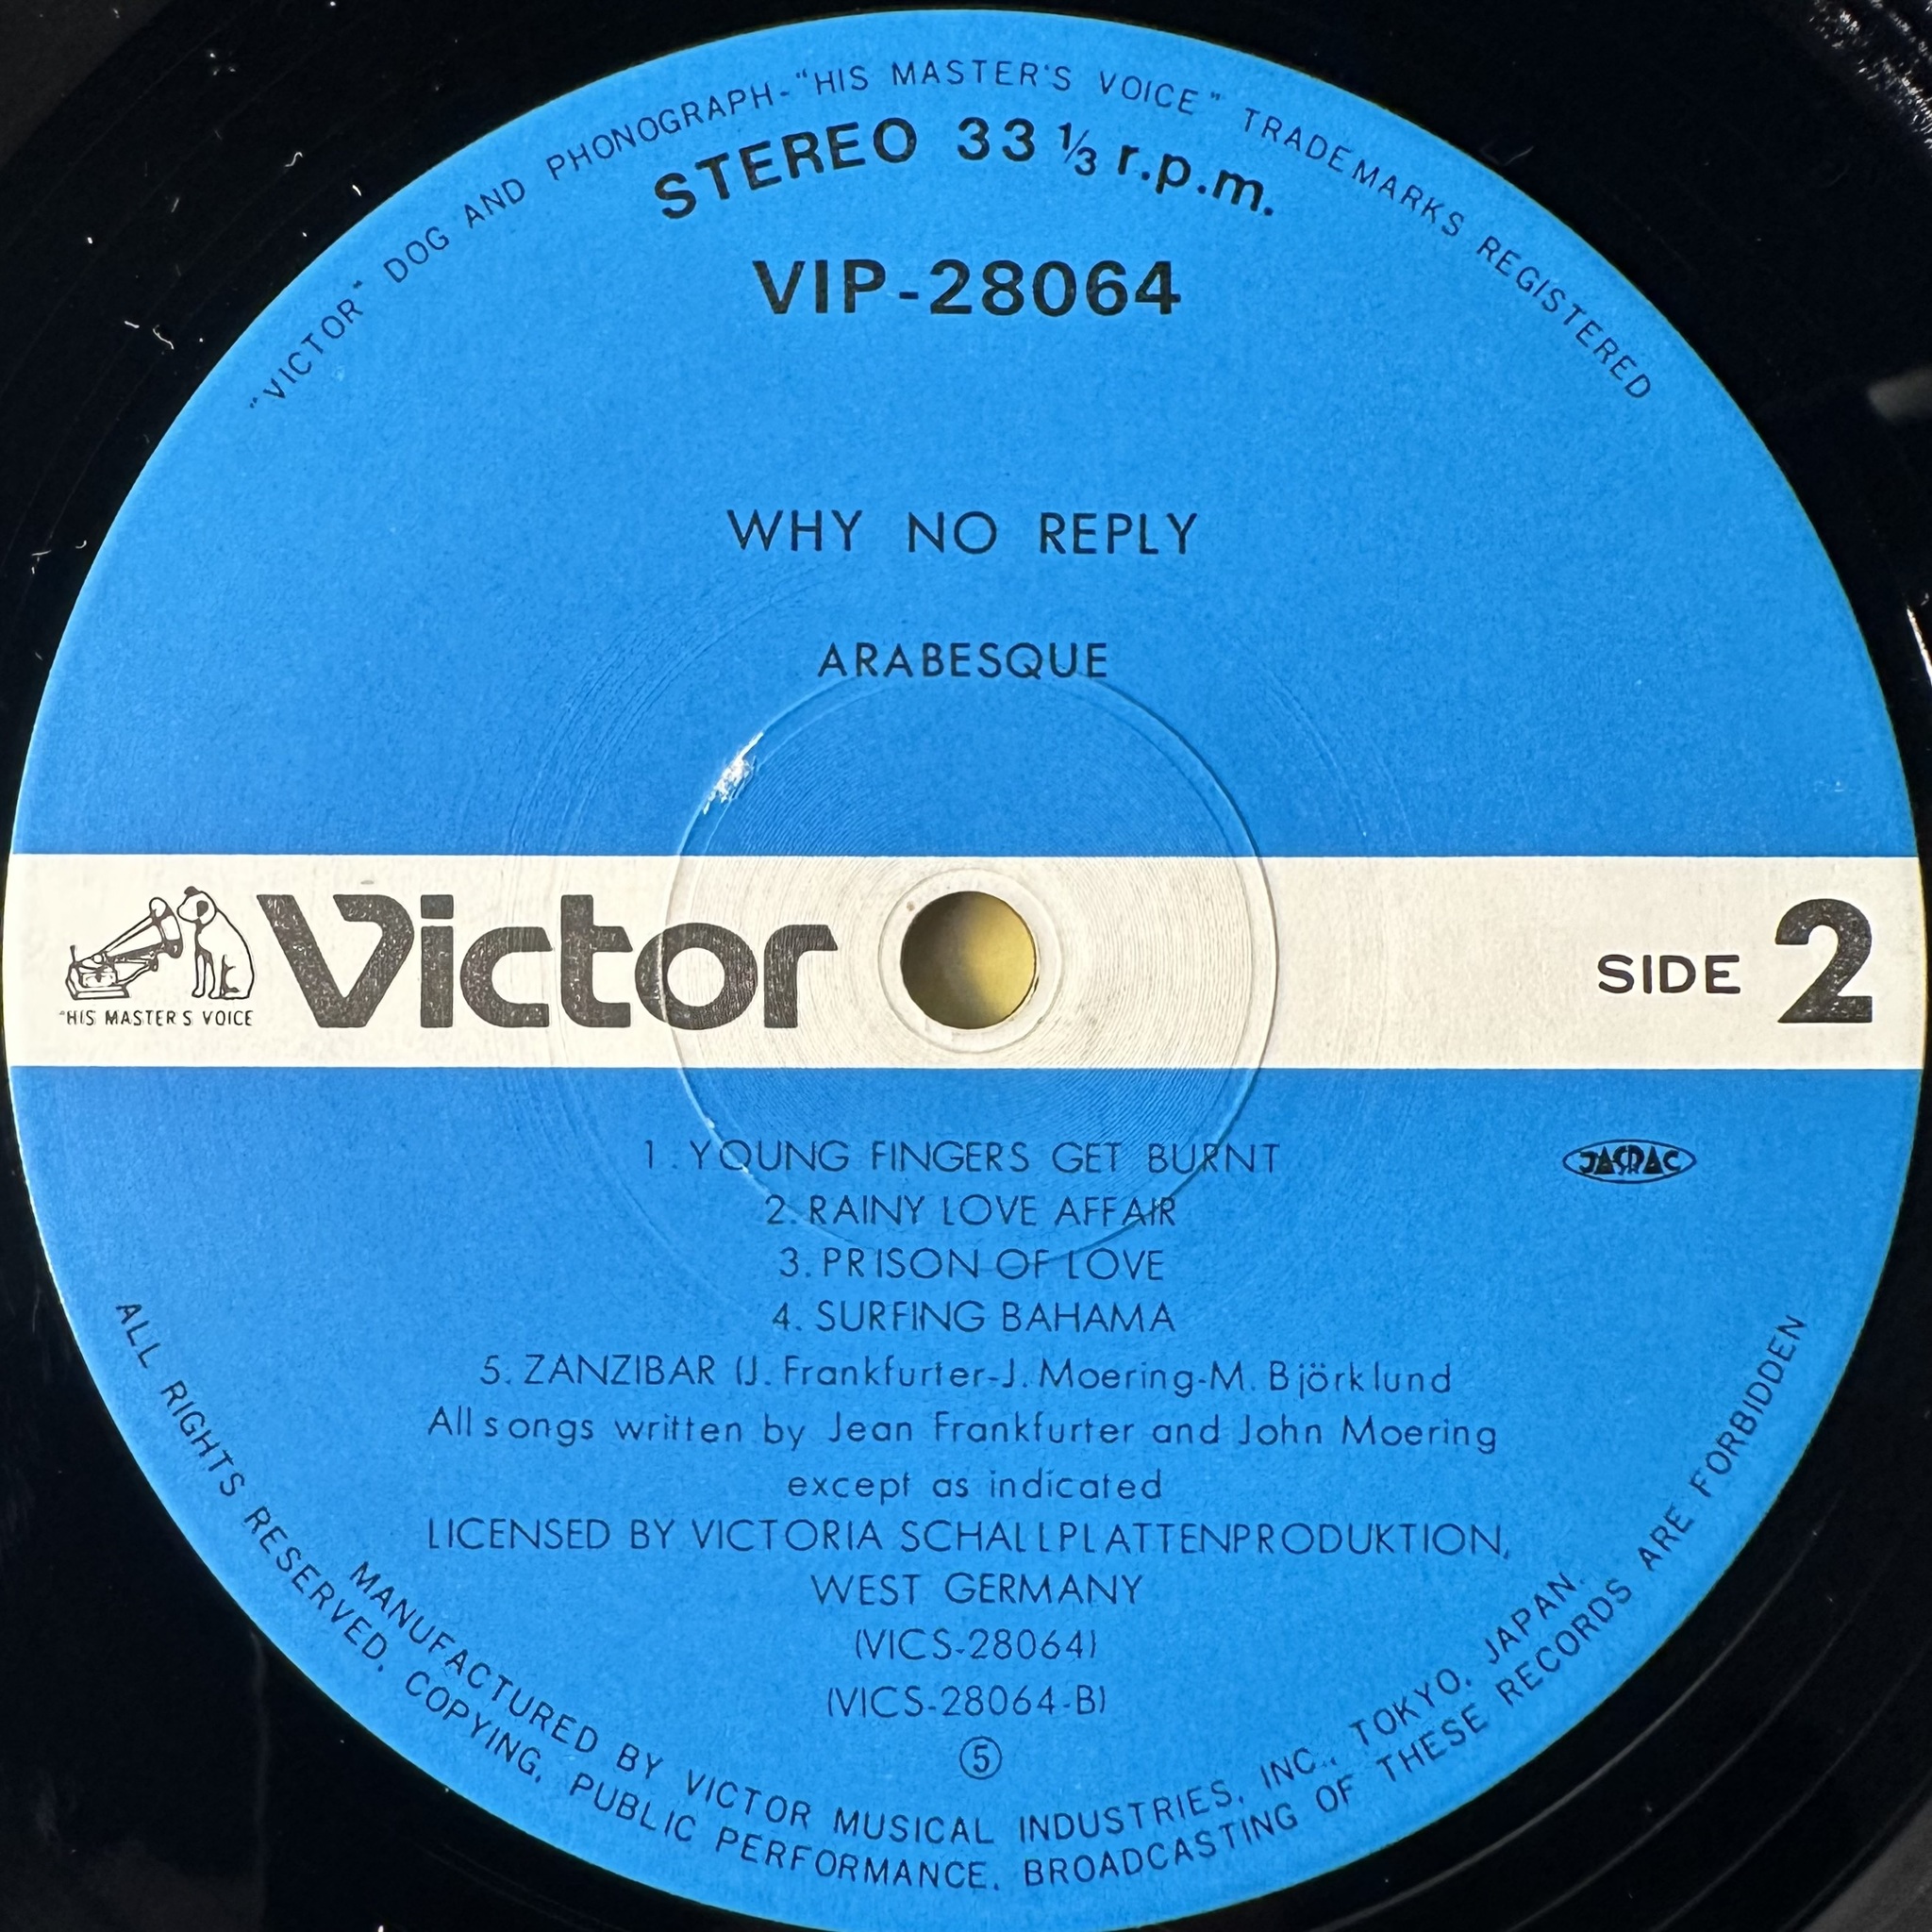 "VICTOR" DOG AND PHONOGRAPH-"HIS MASTER'S VOICE" TRADEMARKS REGISTERED
STEREO 33 1/3 r.p.m.
VIP-28064
WHY NO REPLY
ARABESQUE
"HIS MASTER S VOICE
Victor
SIDE 2
1. YOUNG FINGERS GET BURNT
JASRAC
2. RAINY LOVE AFFAIR
3. PRISON OF LOVE
4. SURFING BAHAMA
5. ZANZIBAR (J. Frankfurter-J. Moering-M. Björklund
All songs written by Jean Frankfurter and John Moering
except as indicated
LICENSED BY VICTORIA SCHALLPLATTENPRODUKTION,
WEST GERMANY
(VICS-28064)
(VICS-28064-B)
⑤
MANUFACTURED BY VICTOR MUSICAL INDUSTRIES, INC., TOKYO, JAPAN.
ALL RIGHTS RESERVED, COPYING, PUBLIC PERFORMANCE, BROADCASTING OF THESE RECORDS ARE FORBIDDEN